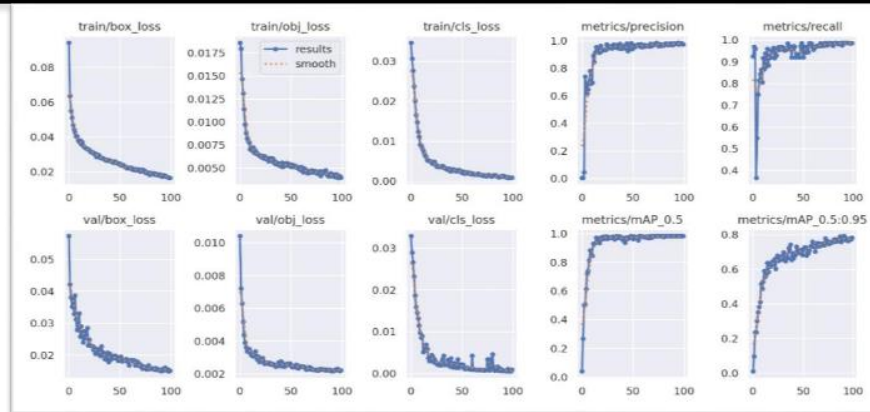 train/box_loss
train/obj_loss
train/cls_loss
metrics/precision
metrics/recall
0.08
0.06
0.04
0.02
0.0175
0.0150
0.0125
0.0100
0.0075
0.0050
results
smooth
0.03
0.02
0.01
0.00
1.0
0.8
0.6
0.4
0.2
0.0
1.0
0.9
0.8
0.7
0.6
0.5
0.4
0 50 100
0 50 100
0 50 100
0 50 100
0 50 100
val/box_loss
val/obj_loss
val/cls_loss
metrics/mAP_0.5
metrics/mAP_0.5:0.95
0.05
0.04
0.03
0.02
0.010
0.008
0.006
0.004
0.002
0.03
0.02
0.01
0.00
1.0
0.8
0.6
0.4
0.2
0.0
0.8
0.6
0.4
0.2
0.0
0 50 100
0 50 100
0 50 100
0 50 100
0 50 100